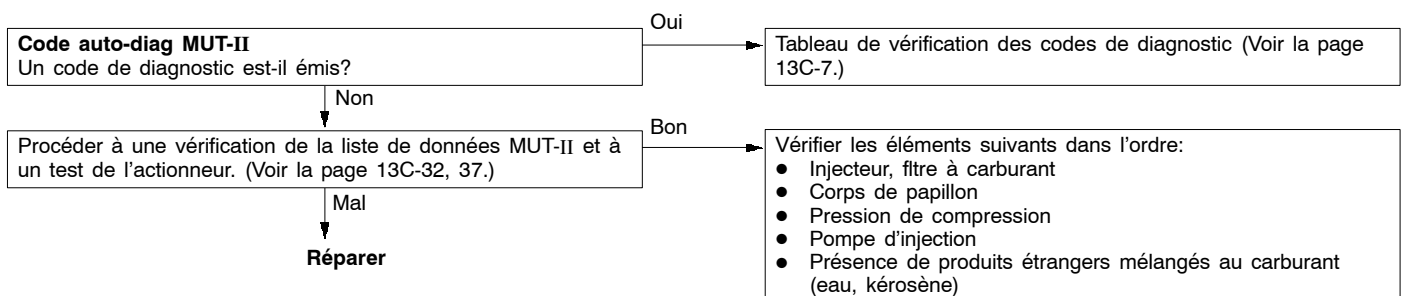 Code auto-diag MUT-II
Un code de diagnostic est-il émis?
Oui
Tableau de vérification des codes de diagnostic (Voir la page
13C-7.)
Non
Procéder à une vérification de la liste de données MUT-II et à
un test de l'actionneur. (Voir la page 13C-32, 37.)
Bon
Vérifier les éléments suivants dans l'ordre:
● Injecteur, fltre à carburant
● Corps de papillon
● Pression de compression
● Pompe d'injection
● Présence de produits étrangers mélangés au carburant
(eau, kérosène)
Mal
Réparer